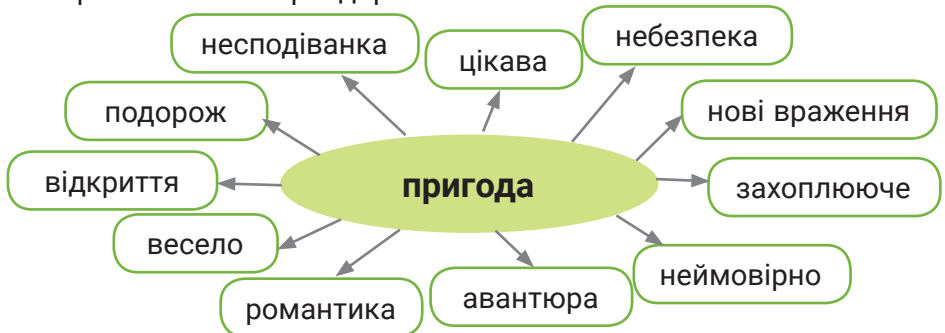 несподіванка
цікава
небезпека
подорож
нові враження
відкриття
пригода
захоплююче
весело
неймовірно
романтика
авантюра